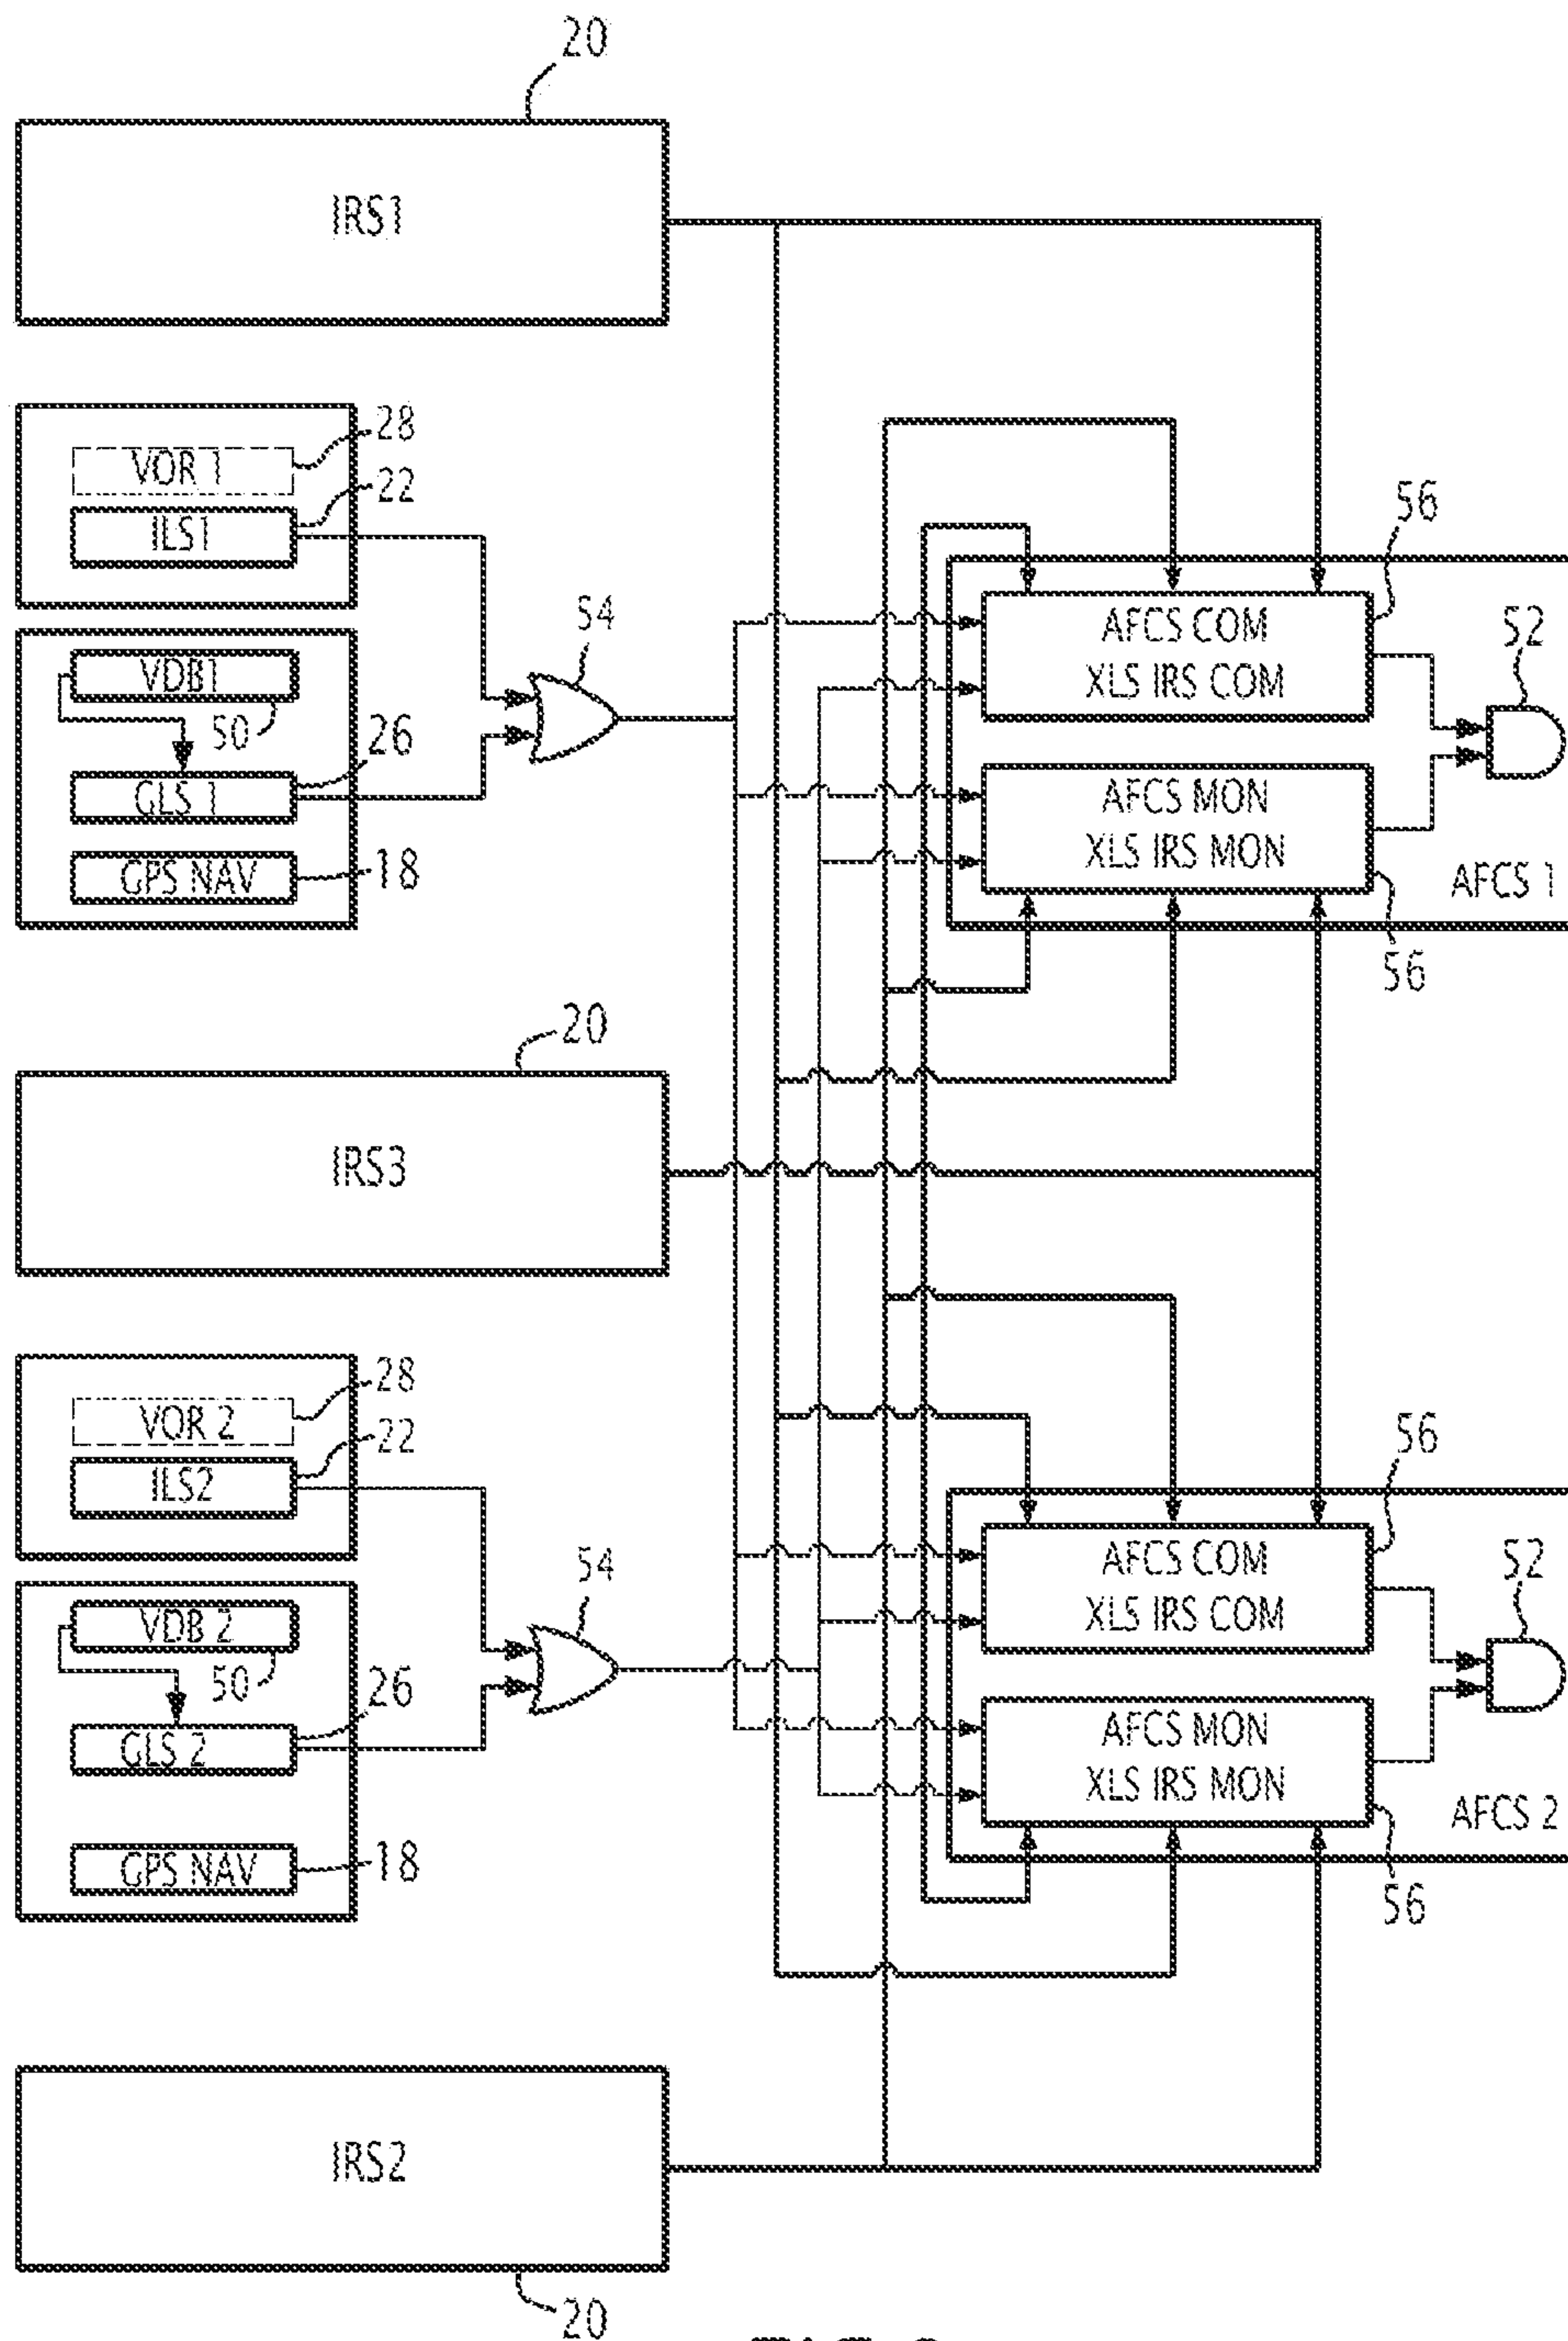 20
IRS1
28
VOR 1
22
ILS1
56
54
AFCS COM
XLS IRS COM
52
VDB1
50
26
GLS 1
AFCS MON
XLS IRS MON
GPS NAV
18
AFCS 1
56
20
IRS3
28
VOR 2
22
ILS2
56
54
AFCS COM
XLS IRS COM
52
VDB 2
50
26
GLS 2
AFCS MON
XLS IRS MON
AFCS 2
GPS NAV
18
56
IRS2
20